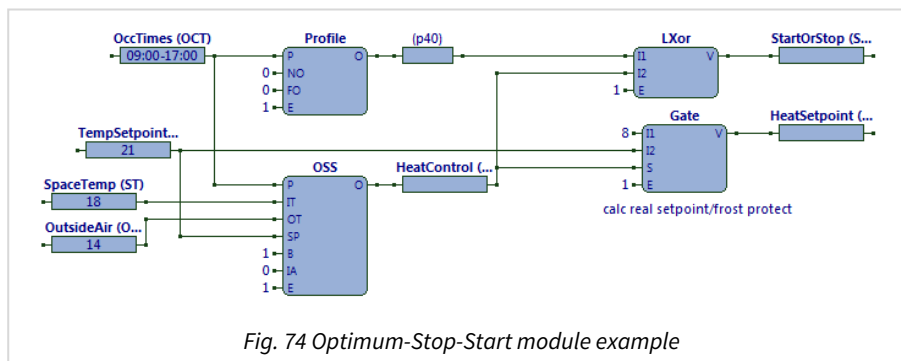 OccTimes (OCT)
09:00-17:00
Profile
P
O
0 NO
0 FO
1 E
(p40)
LXor
I1
V
I2
1 E
StartOrStop (S...
TempSetpoint...
21
Gate
8 I1
V
I2
S
1 E
HeatSetpoint (...
calc real setpoint/frost protect
SpaceTemp (ST)
18
OutsideAir (O...
14
OSS
P
O
IT
OT
SP
1 B
0 IA
1 E
HeatControl (...
Fig. 74 Optimum-Stop-Start module example